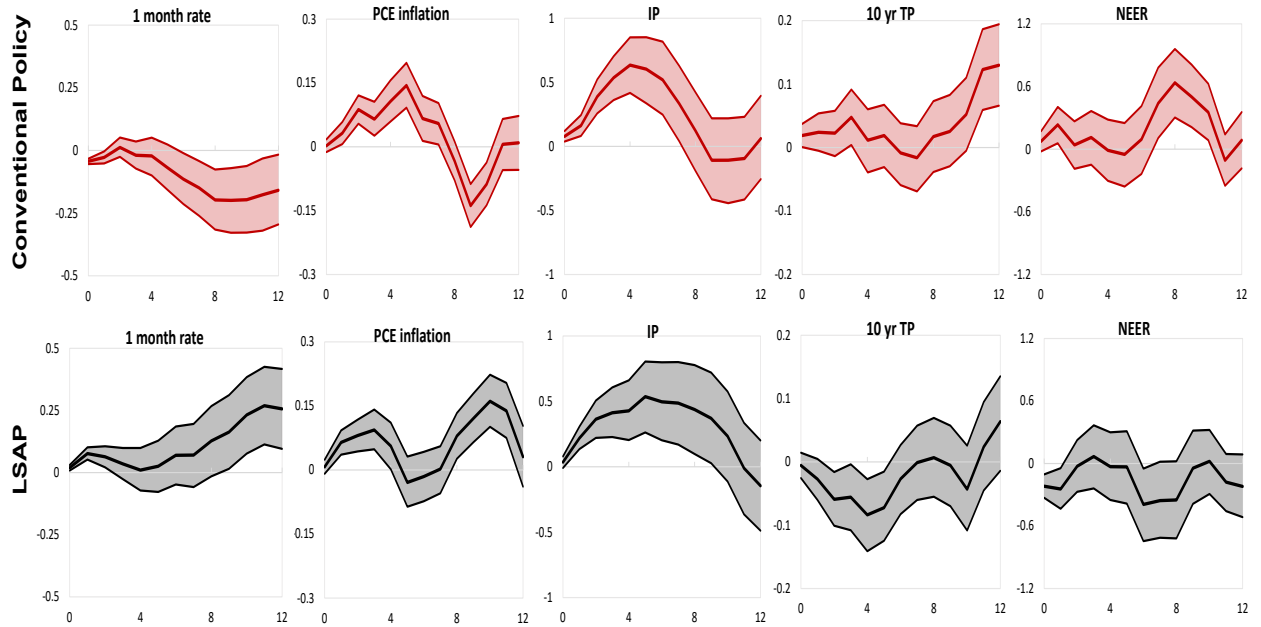 Conventional Policy
1 month rate
0.5
0.25
0
-0.25
-0.5
0 4 8 12
PCE inflation
0.3
0.15
0
-0.15
-0.3
0 4 8 12
IP
1
0.5
0
-0.5
-1
0 4 8 12
10 yr TP
0.2
0.1
0
-0.1
-0.2
0 4 8 12
NEER
1.2
0.6
0
-0.6
-1.2
0 4 8 12
LSAP
1 month rate
0.5
0.25
0
-0.25
-0.5
0 4 8 12
PCE inflation
0.3
0.15
0
-0.15
-0.3
0 4 8 12
IP
1
0.5
0
-0.5
-1
0 4 8 12
10 yr TP
0.2
0.1
0
-0.1
-0.2
0 4 8 12
NEER
1.2
0.6
0
-0.6
-1.2
0 4 8 12